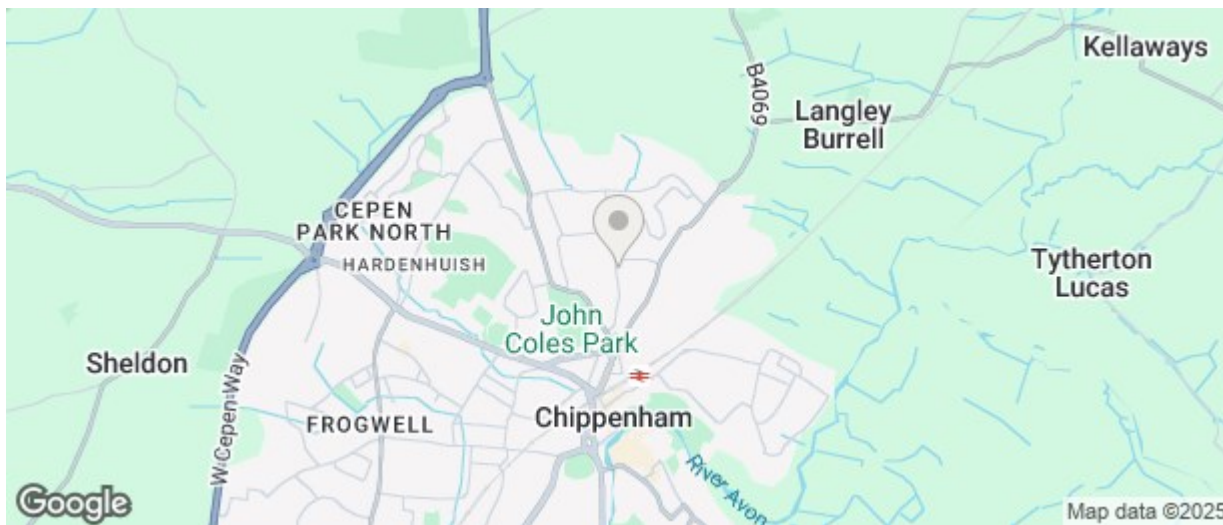 Kellaways
B4069
Langley
Burrell
CEPEN
PARK NORTH
HARDENHUISH
Tytherton
Lucas
John
Coles Park
Sheldon
W Cepen Way
FROGWELL
Chippenham
River Avon
Google
Map data ©2025